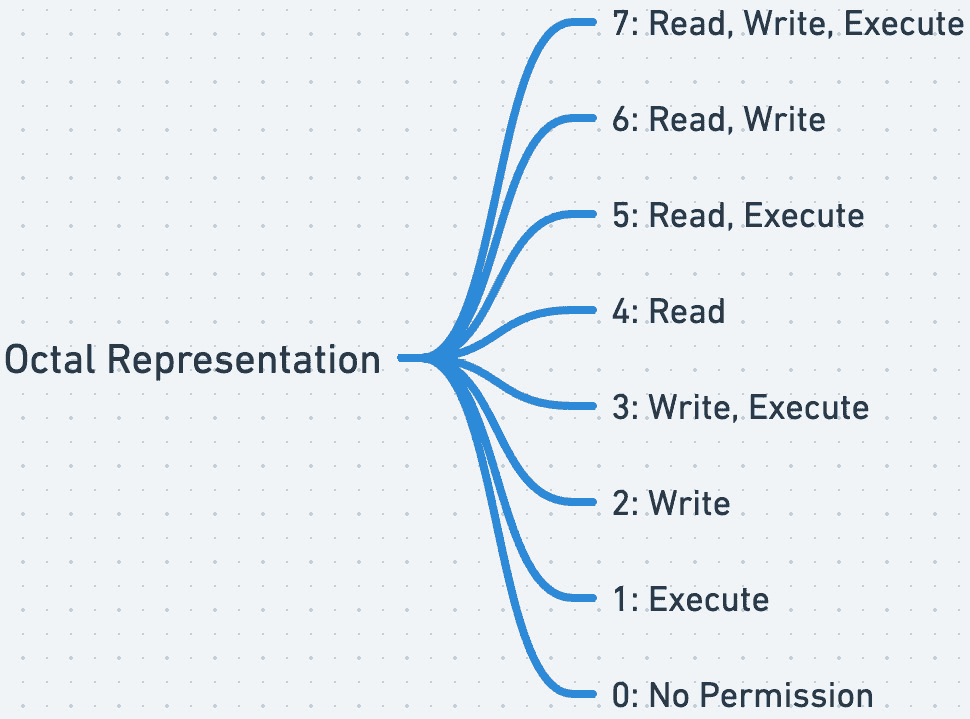 7: Read, Write, Execute
6: Read, Write
5: Read, Execute
4: Read
Octal Representation
3: Write, Execute
2: Write
1: Execute
0: No Permission